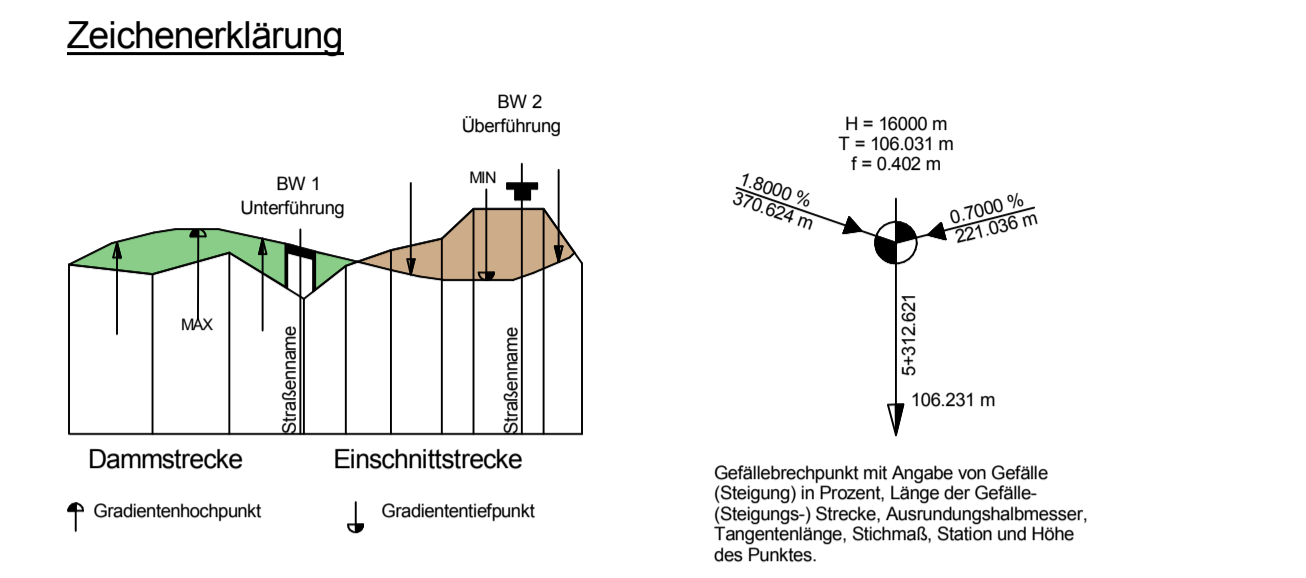 Zeichenerklärung
BW 2
Überführung
BW 1
Unterführung
MIN
MAX
Straßenname
Straßenname
Dammstrecke
Einschnittstrecke
Gradientenhochpunkt
Gradiententiefpunkt
H = 16000 m
T = 106.031 m
f = 0.402 m
1.8000 %
370.624 m
0.7000 %
221.036 m
5+312.621
106.231 m
Gefällebrechpunkt mit Angabe von Gefälle
(Steigung) in Prozent, Länge der Gefälle-
(Steigungs-) Strecke, Ausrundungshalbmesser,
Tangentenlänge, Stichmaß, Station und Höhe
des Punktes.